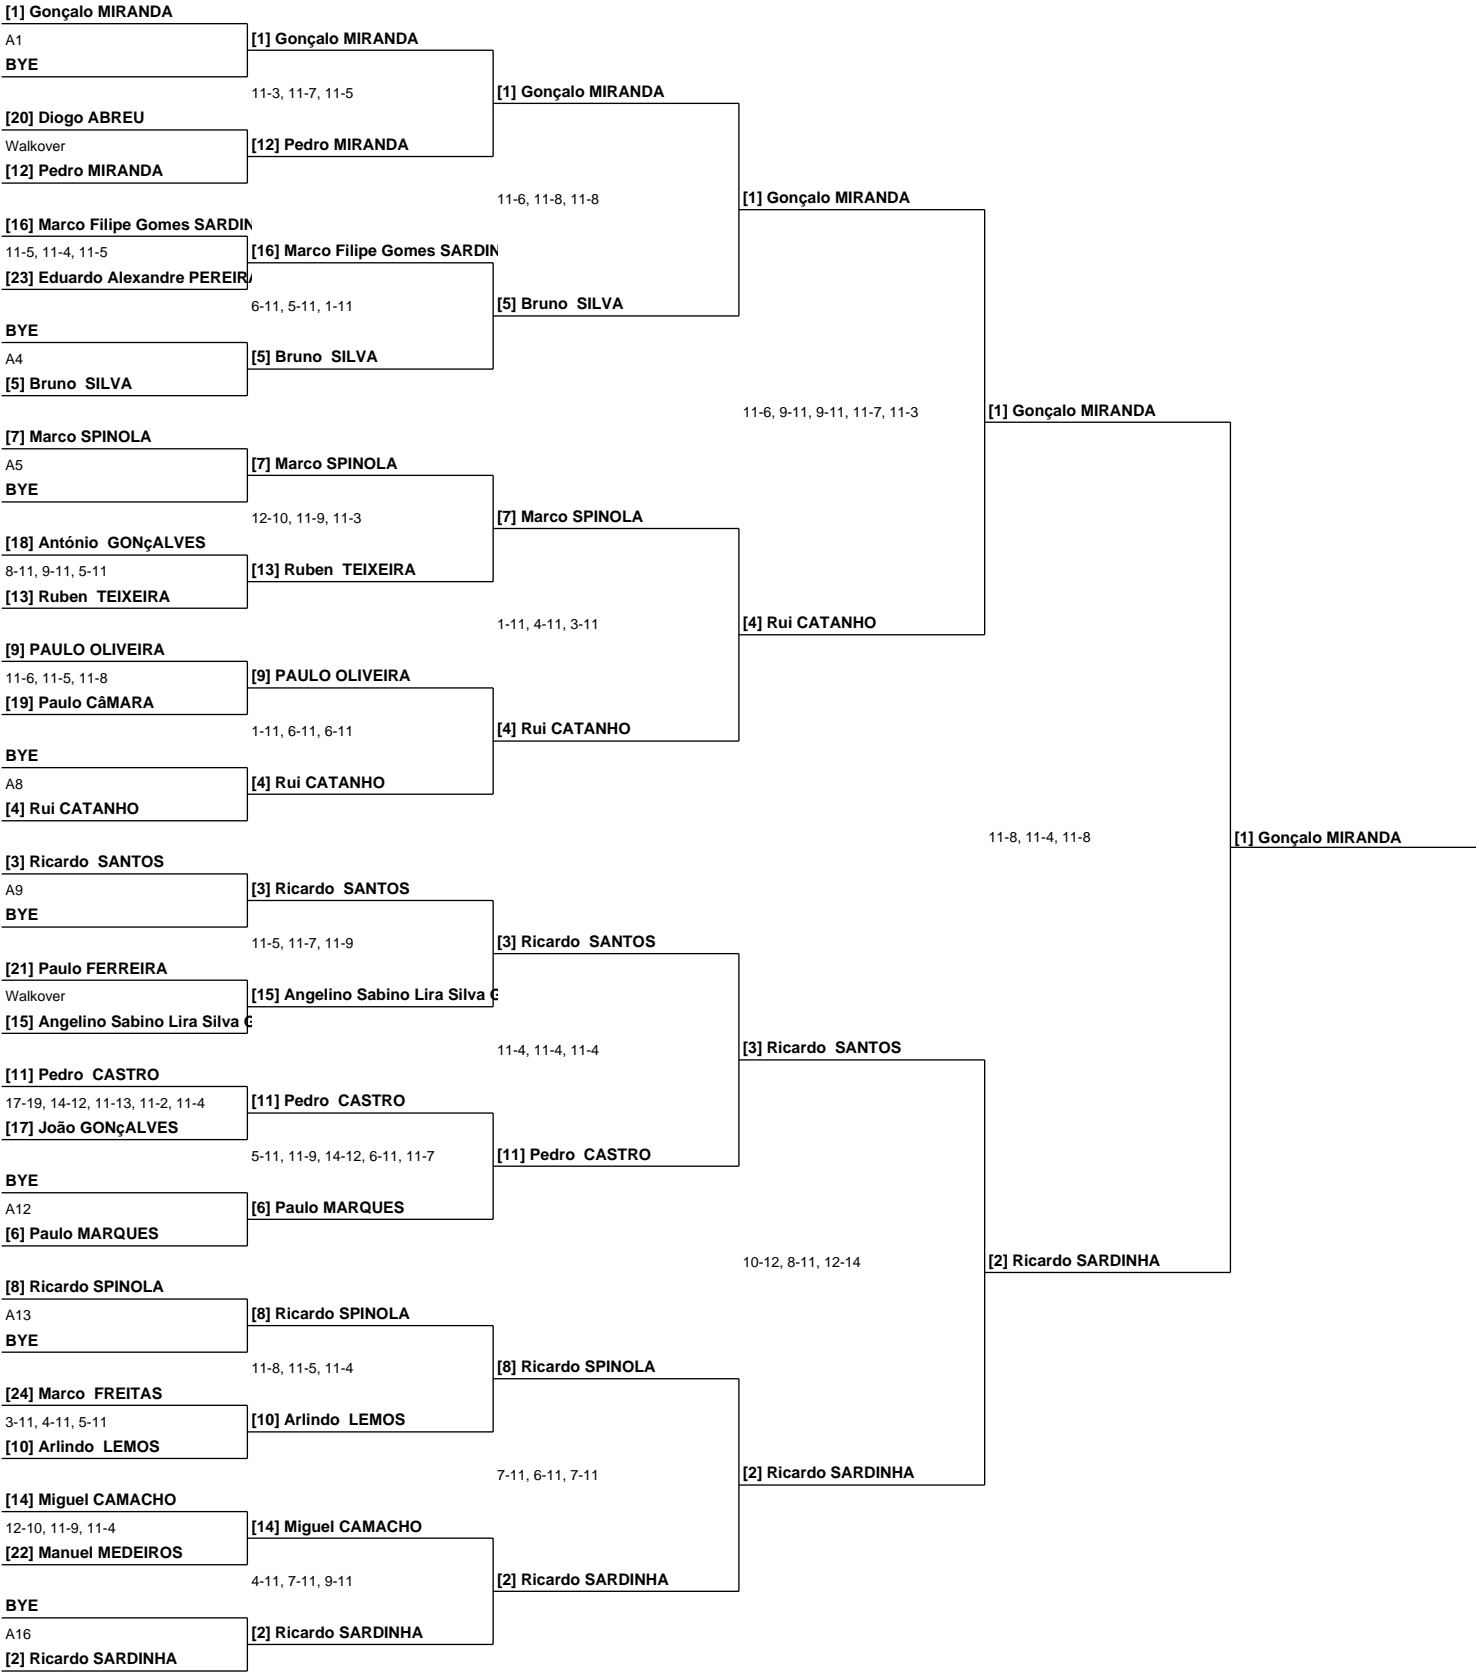 [1] Gonçalo MIRANDA
A1
[1] Gonçalo MIRANDA
BYE
11-3, 11-7, 11-5
[1] Gonçalo MIRANDA
[20] Diogo ABREU
Walkover
[12] Pedro MIRANDA
[12] Pedro MIRANDA
11-6, 11-8, 11-8
[1] Gonçalo MIRANDA
[16] Marco Filipe Gomes SARDIN
11-5, 11-4, 11-5
[16] Marco Filipe Gomes SARDIN
[23] Eduardo Alexandre PEREIRA
6-11, 5-11, 1-11
[5] Bruno  SILVA
BYE
A4
[5] Bruno  SILVA
[5] Bruno  SILVA
11-6, 9-11, 9-11, 11-7, 11-3
[1] Gonçalo MIRANDA
[7] Marco SPINOLA
A5
[7] Marco SPINOLA
BYE
12-10, 11-9, 11-3
[7] Marco SPINOLA
[18] António  GONçALVES
8-11, 9-11, 5-11
[13] Ruben  TEIXEIRA
[13] Ruben  TEIXEIRA
1-11, 4-11, 3-11
[4] Rui CATANHO
[9] PAULO OLIVEIRA
11-6, 11-5, 11-8
[9] PAULO OLIVEIRA
[19] Paulo CâMARA
1-11, 6-11, 6-11
[4] Rui CATANHO
BYE
A8
[4] Rui CATANHO
[4] Rui CATANHO
11-8, 11-4, 11-8
[1] Gonçalo MIRANDA
[3] Ricardo  SANTOS
A9
[3] Ricardo  SANTOS
BYE
11-5, 11-7, 11-9
[3] Ricardo  SANTOS
[21] Paulo FERREIRA
Walkover
[15] Angelino Sabino Lira Silva G
[15] Angelino Sabino Lira Silva G
11-4, 11-4, 11-4
[3] Ricardo  SANTOS
[11] Pedro  CASTRO
17-19, 14-12, 11-13, 11-2, 11-4
[11] Pedro  CASTRO
[17] João GONçALVES
5-11, 11-9, 14-12, 6-11, 11-7
[11] Pedro  CASTRO
BYE
A12
[6] Paulo MARQUES
[6] Paulo MARQUES
10-12, 8-11, 12-14
[2] Ricardo SARDINHA
[8] Ricardo SPINOLA
A13
[8] Ricardo SPINOLA
BYE
11-8, 11-5, 11-4
[8] Ricardo SPINOLA
[24] Marco  FREITAS
3-11, 4-11, 5-11
[10] Arlindo  LEMOS
[10] Arlindo  LEMOS
7-11, 6-11, 7-11
[2] Ricardo SARDINHA
[14] Miguel CAMACHO
12-10, 11-9, 11-4
[14] Miguel CAMACHO
[22] Manuel MEDEIROS
4-11, 7-11, 9-11
[2] Ricardo SARDINHA
BYE
A16
[2] Ricardo SARDINHA
[2] Ricardo SARDINHA